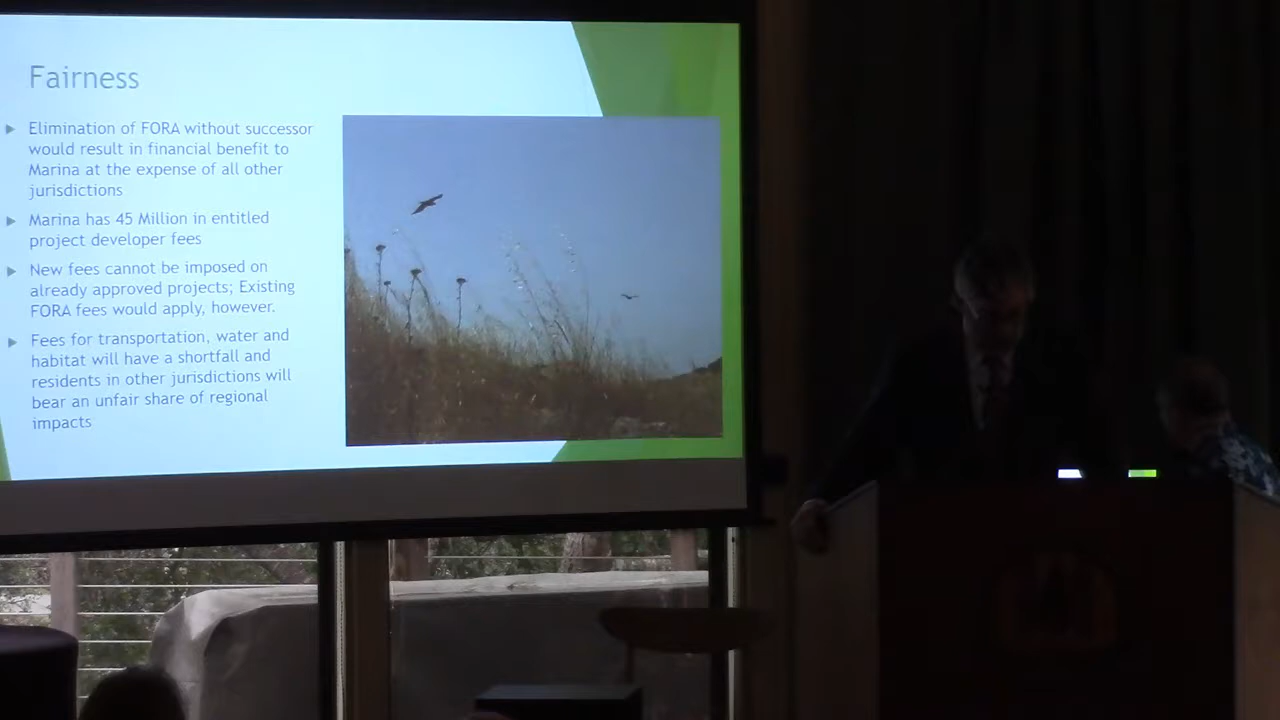 Fairness
Elimination of FORA without successor
would result in financial benefit to
Marina at the expense of all other
jurisdictions
Marina has 45 Million in entitled
project developer fees
New fees cannot be imposed on
already approved projects; Existing
FORA fees would apply, however.
Fees for transportation, water and
habitat will have a shortfall and
residents in other jurisdictions will
bear an unfair share of regional
impacts